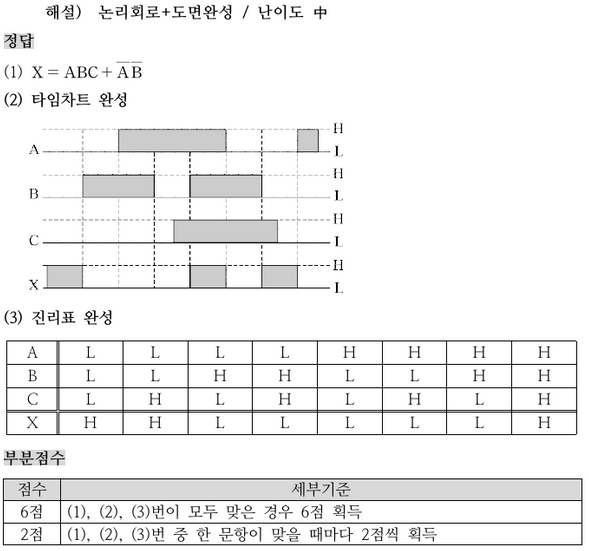 해설) 논리회로+도면완성 / 난이도 中
정답
(1) X = ABC + A̅ B̅
(2) 타임차트 완성
H
A L
H
B L
H
C L
H
X L
(3) 진리표 완성
A L L L L H H H H
B L L H H L L H H
C L H L H L H L H
X H H L L L L L H
부분점수
점수 세부기준
6점 (1), (2), (3)번이 모두 맞은 경우 6점 획득
2점 (1), (2), (3)번 중 한 문항이 맞을 때마다 2점씩 획득